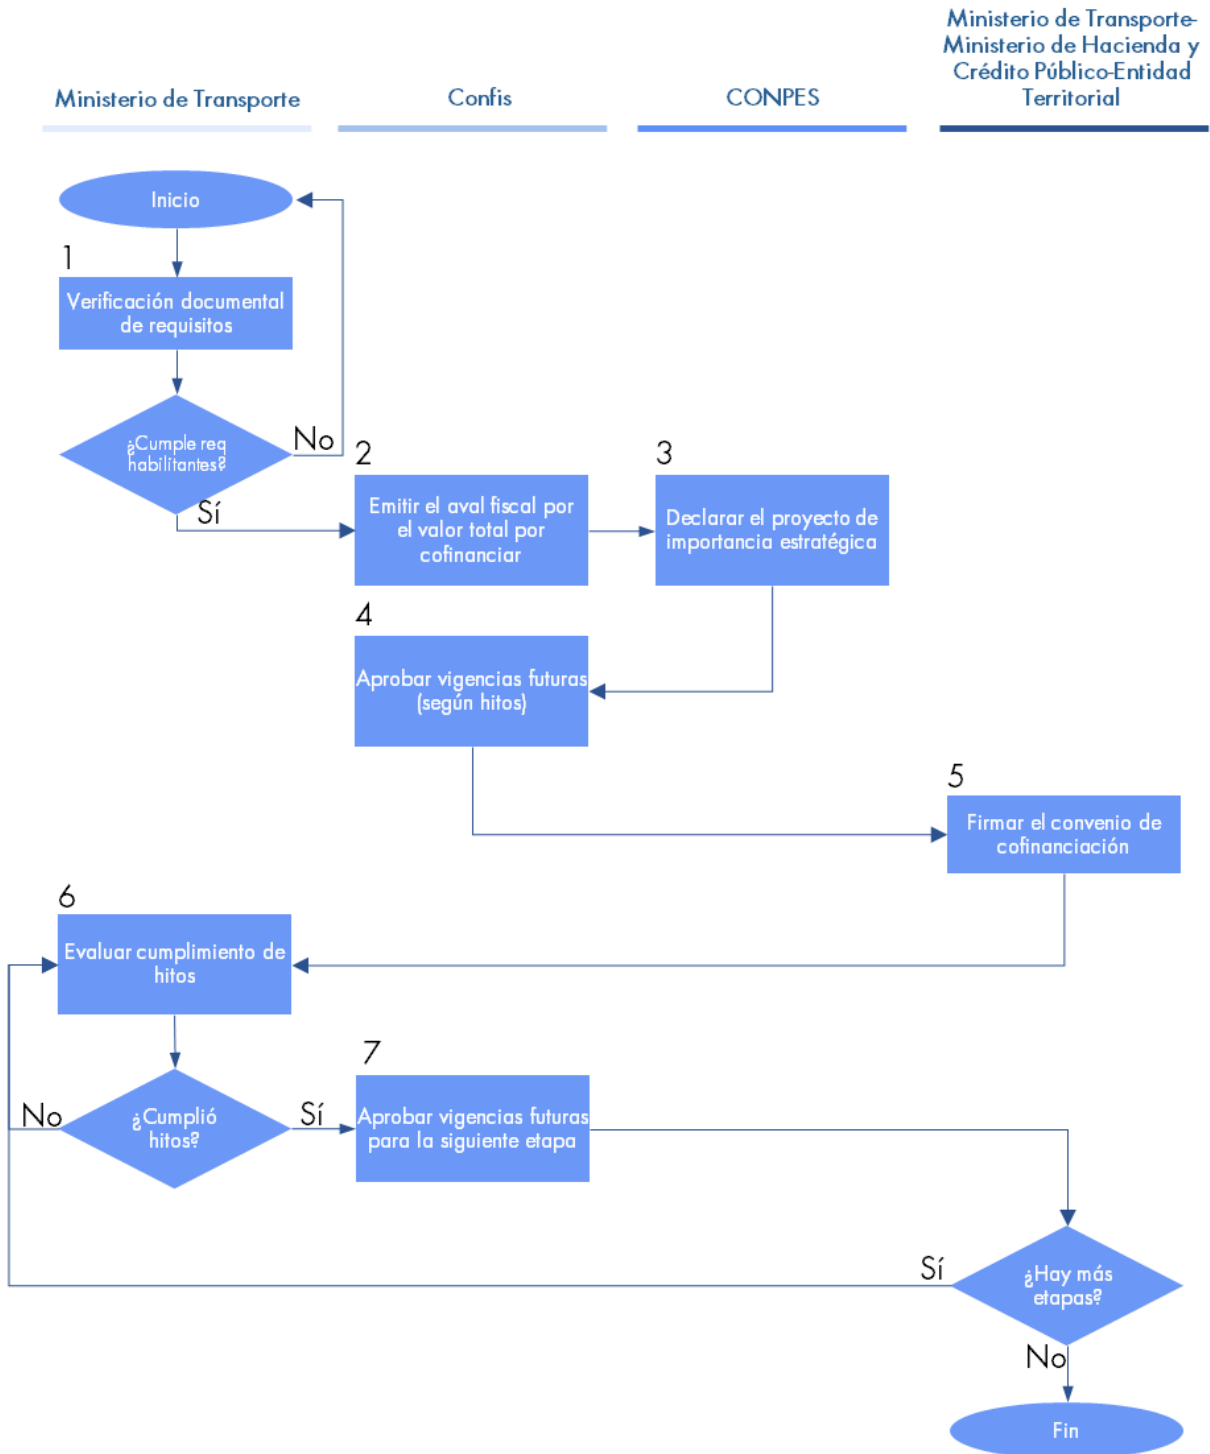 Ministerio de Transporte
Confis
CONPES
Ministerio de Transporte-
Ministerio de Hacienda y
Crédito Público-Entidad
Territorial
Inicio
1
Verificación documental
de requisitos
¿Cumple req
habilitantes?
No
Sí
2
Emitir el aval fiscal por
el valor total por
cofinanciar
3
Declarar el proyecto de
importancia estratégica
4
Aprobar vigencias futuras
(según hitos)
5
Firmar el convenio de
cofinanciación
6
Evaluar cumplimiento de
hitos
¿Cumplió
hitos?
No
Sí
7
Aprobar vigencias futuras
para la siguiente etapa
¿Hay más
etapas?
Sí
No
Fin